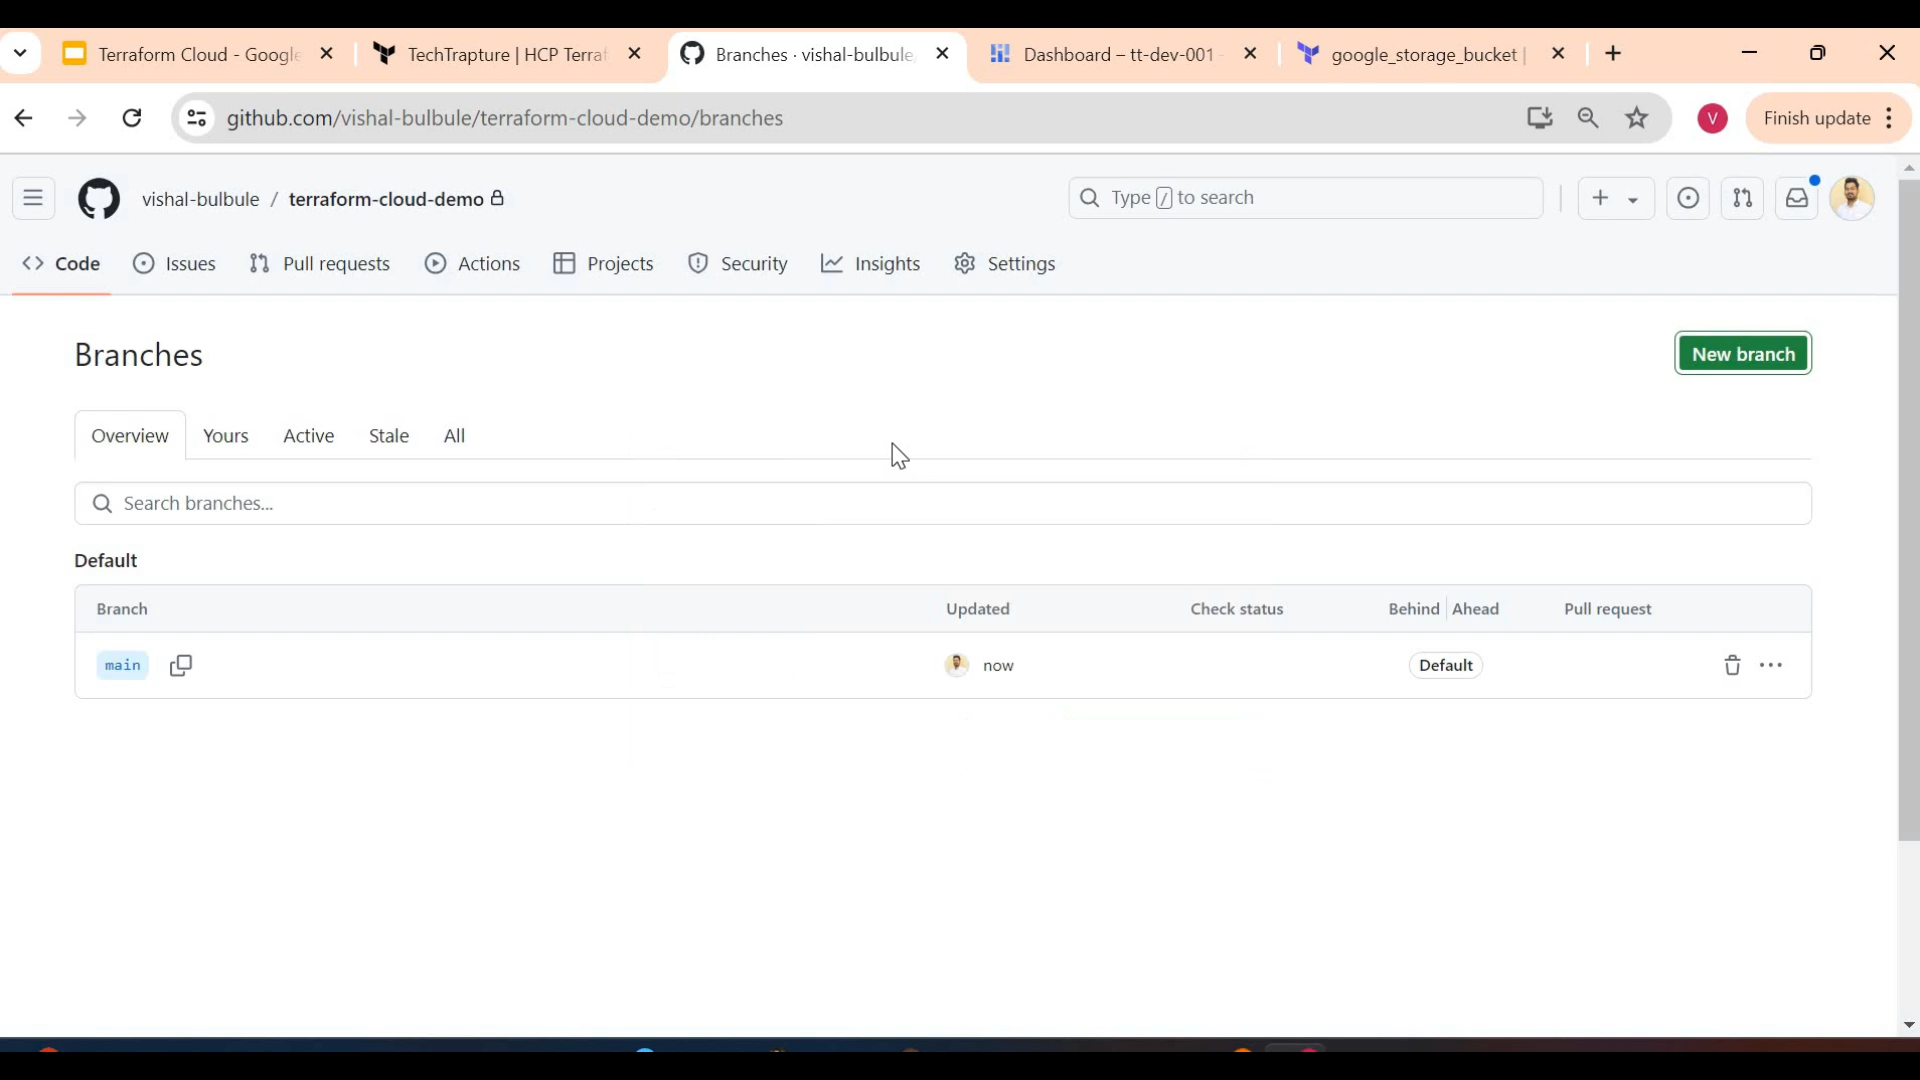 Terraform Cloud - Google
TechTrapture | HCP Terraf
Branches · vishal-bulbule
Dashboard – tt-dev-001 -
google_storage_bucket |
github.com/vishal-bulbule/terraform-cloud-demo/branches
V
Finish update
vishal-bulbule / terraform-cloud-demo
Type / to search
Code
Issues
Pull requests
Actions
Projects
Security
Insights
Settings
Branches
New branch
Overview
Yours
Active
Stale
All
Search branches...
Default
Branch
Updated
Check status
Behind
Ahead
Pull request
main
now
Default